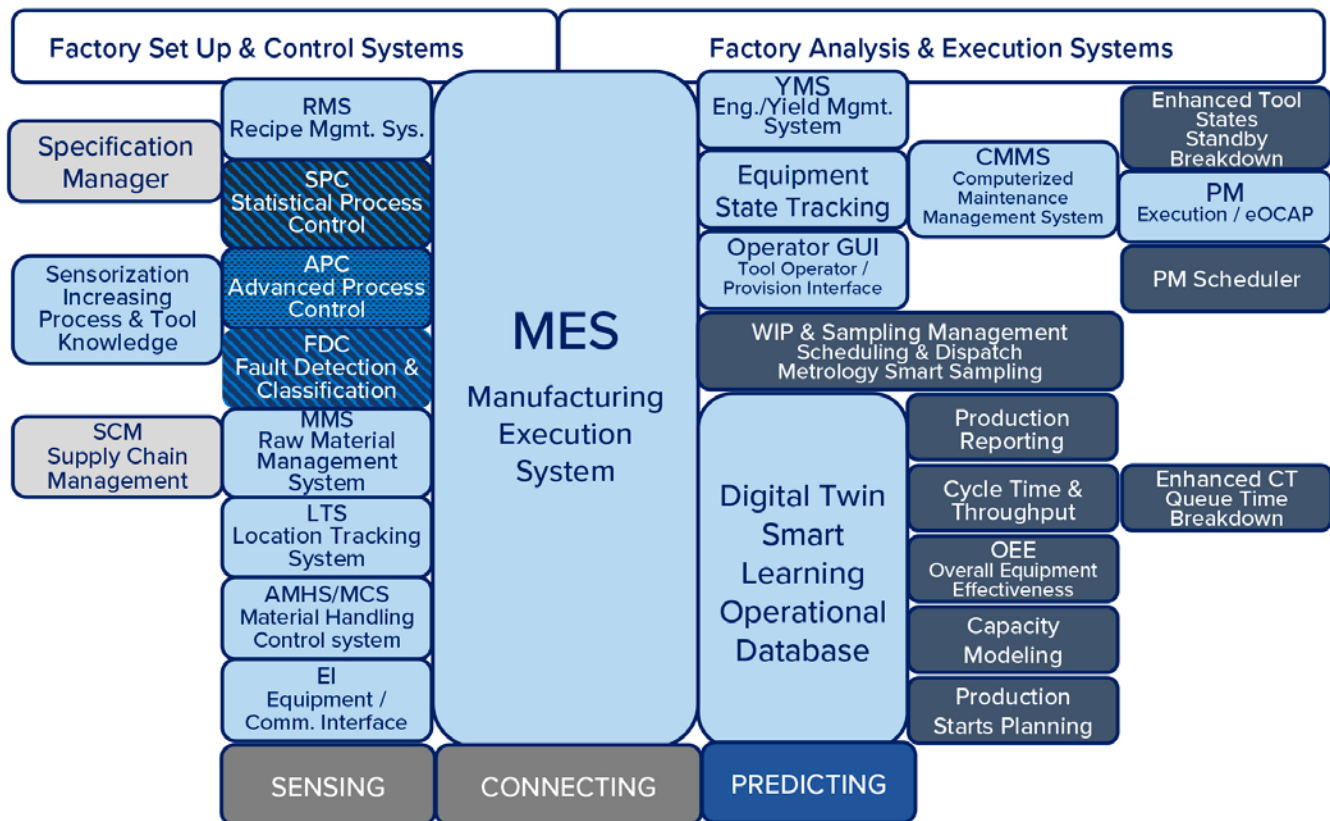 Factory Set Up & Control Systems
Factory Analysis & Execution Systems
Specification
Manager
Sensorization
Increasing
Process & Tool
Knowledge
SCM
Supply Chain
Management
RMS
Recipe Mgmt. Sys.
SPC
Statistical Process
Control
APC
Advanced Process
Control
FDC
Fault Detection &
Classification
MMS
Raw Material
Management
System
LTS
Location Tracking
System
AMHS/MCS
Material Handling
Control system
EI
Equipment /
Comm. Interface
MES
Manufacturing
Execution
System
YMS
Eng./Yield Mgmt.
System
Equipment
State Tracking
Operator GUI
Tool Operator /
Provision Interface
CMMS
Computerized
Maintenance
Management System
Enhanced Tool
States
Standby
Breakdown
PM
Execution / eOCAP
PM Scheduler
WIP & Sampling Management
Scheduling & Dispatch
Metrology Smart Sampling
Digital Twin
Smart
Learning
Operational
Database
Production
Reporting
Cycle Time &
Throughput
Enhanced CT
Queue Time
Breakdown
OEE
Overall Equipment
Effectiveness
Capacity
Modeling
Production
Starts Planning
SENSING
CONNECTING
PREDICTING